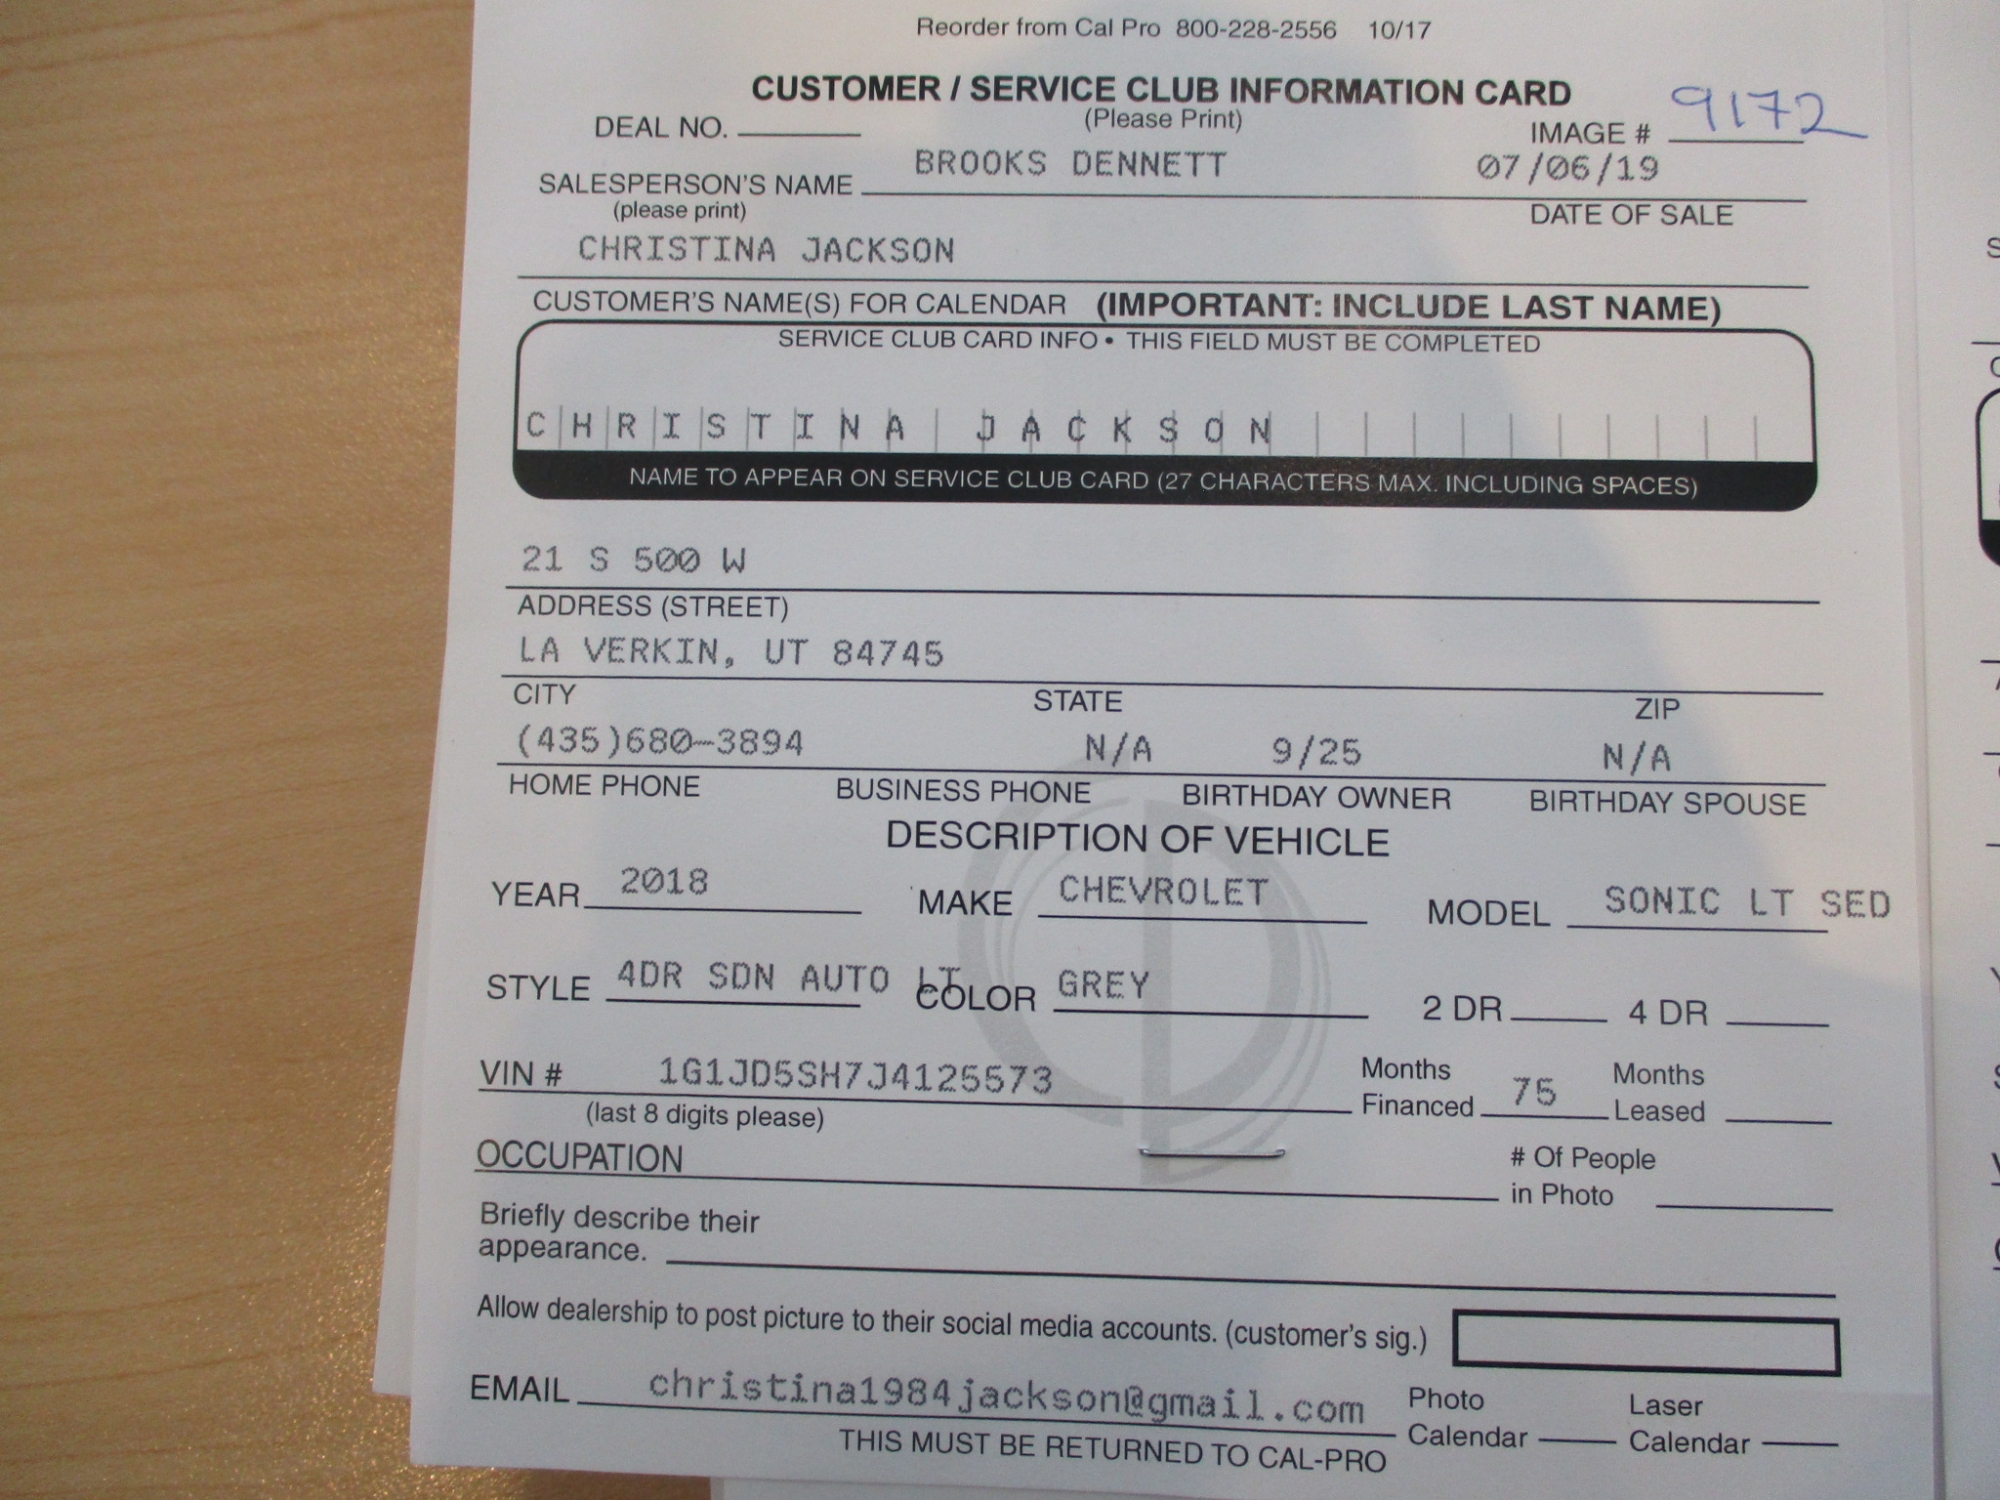 Reorder from Cal Pro 800-228-2556 10/17
CUSTOMER / SERVICE CLUB INFORMATION CARD
(Please Print)
DEAL NO. IMAGE # 9172
BROOKS DENNETT 07/06/19
SALESPERSON'S NAME
(please print) DATE OF SALE
CHRISTINA JACKSON
CUSTOMER'S NAME(S) FOR CALENDAR (IMPORTANT: INCLUDE LAST NAME)
SERVICE CLUB CARD INFO • THIS FIELD MUST BE COMPLETED
CHRISTINA JACKSON
NAME TO APPEAR ON SERVICE CLUB CARD (27 CHARACTERS MAX. INCLUDING SPACES)
21 S 500 W
ADDRESS (STREET)
LA VERKIN, UT 84745
CITY STATE ZIP
(435)680-3894 N/A 9/25 N/A
HOME PHONE BUSINESS PHONE BIRTHDAY OWNER BIRTHDAY SPOUSE
DESCRIPTION OF VEHICLE
YEAR 2018 MAKE CHEVROLET MODEL SONIC LT SED
STYLE 4DR SDN AUTO LT COLOR GREY 2 DR 4 DR
VIN # 1G1JD5SH7J4125573 Months Financed 75 Months Leased
(last 8 digits please)
OCCUPATION # Of People in Photo
Briefly describe their
appearance.
Allow dealership to post picture to their social media accounts. (customer's sig.)
EMAIL christina1984jackson@gmail.com Photo Calendar Laser Calendar
THIS MUST BE RETURNED TO CAL-PRO